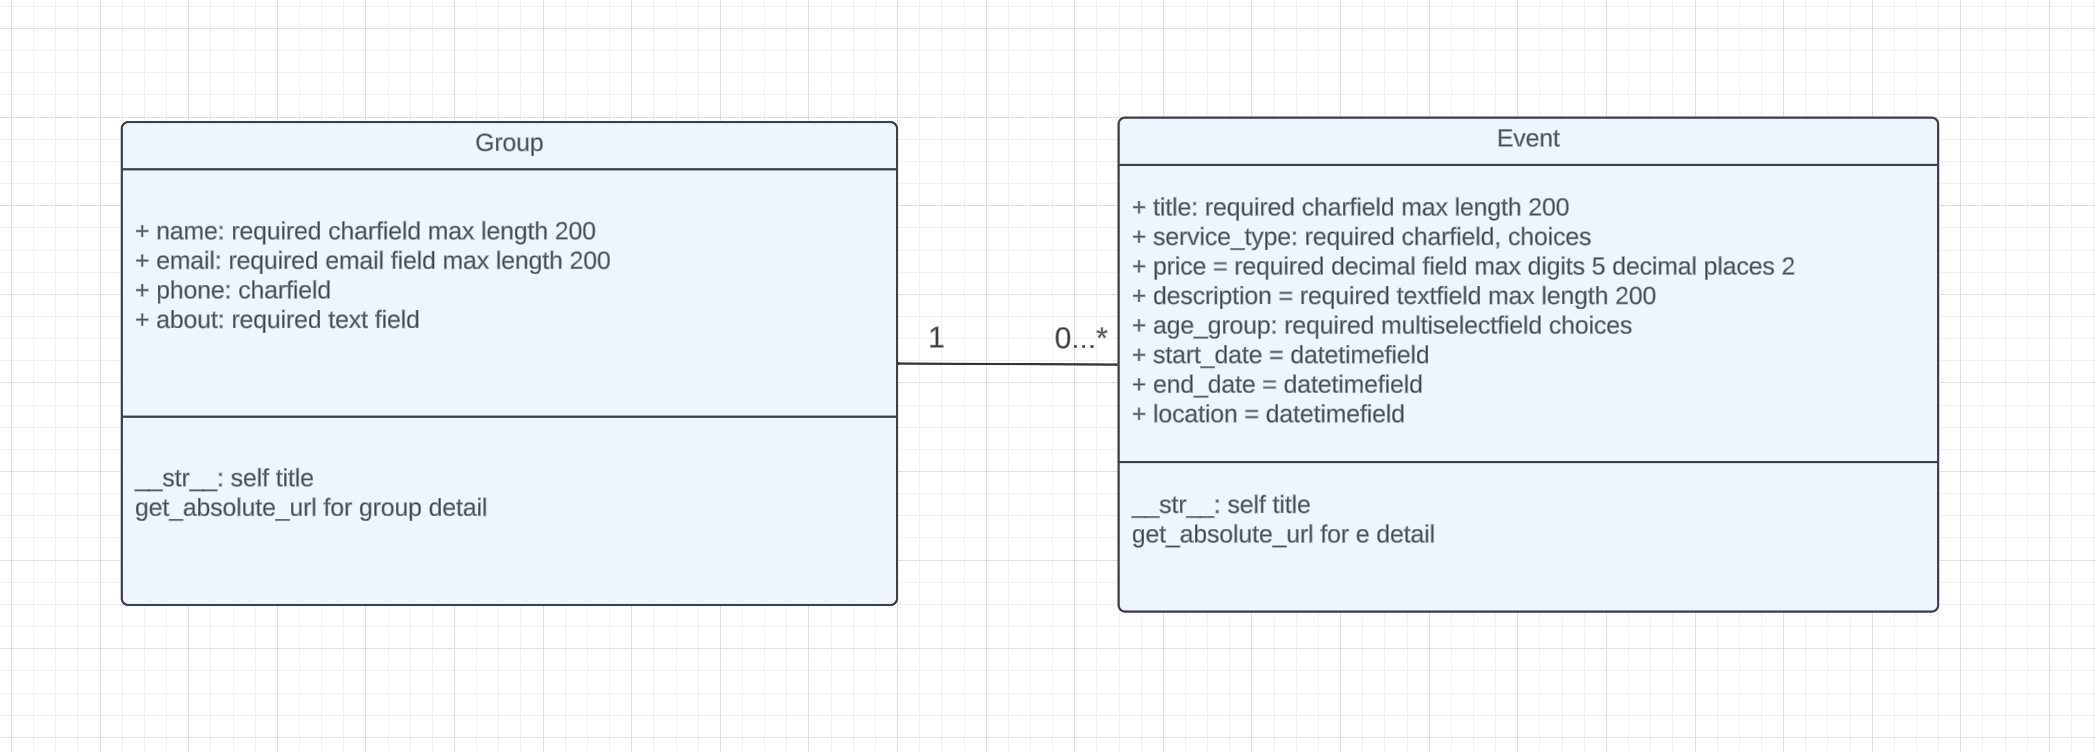 Group
+ name: required charfield max length 200
+ email: required email field max length 200
+ phone: charfield
+ about: required text field
__str__: self title
get_absolute_url for group detail
1
0...*
Event
+ title: required charfield max length 200
+ service_type: required charfield, choices
+ price = required decimal field max digits 5 decimal places 2
+ description = required textfield max length 200
+ age_group: required multiselectfield choices
+ start_date = datetimefield
+ end_date = datetimefield
+ location = datetimefield
__str__: self title
get_absolute_url for e detail